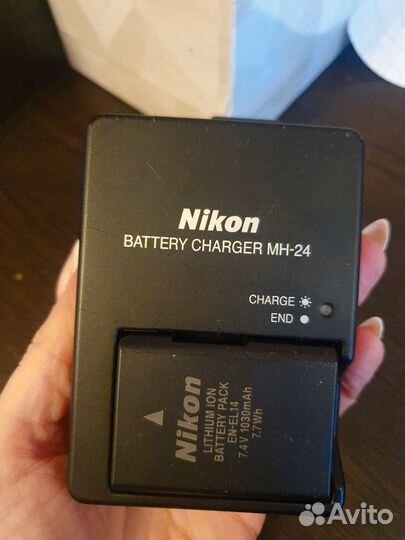 Nikon
BATTERY CHARGER MH-24
CHARGE
END
Nikon
LITHIUM ION
BATTERY PACK
EN-EL14
7.4V 1030mAh
7.7Wh
Avito